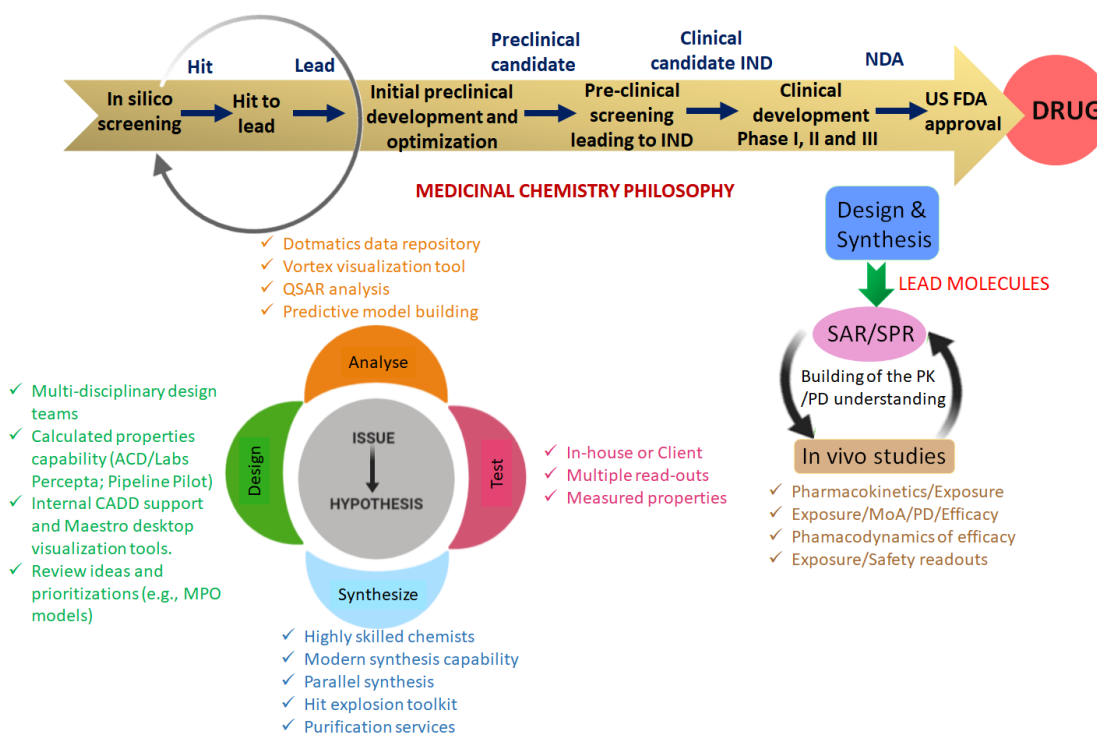 Hit
Lead
Preclinical
candidate
Clinical
candidate IND
NDA
In silico
screening
Hit to
lead
Initial preclinical
development and
optimization
Pre-clinical
screening
leading to IND
Clinical
development
Phase I, II and III
US FDA
approval
DRUG
MEDICINAL CHEMISTRY PHILOSOPHY
✓ Dotmatics data repository
✓ Vortex visualization tool
✓ QSAR analysis
✓ Predictive model building
Analyse
Design
ISSUE
HYPOTHESIS
Test
Synthesize
✓ Multi-disciplinary design
teams
✓ Calculated properties
capability (ACD/Labs
Percepta; Pipeline Pilot)
✓ Internal CADD support
and Maestro desktop
visualization tools.
✓ Review ideas and
prioritizations (e.g., MPO
models)
✓ In-house or Client
✓ Multiple read-outs
✓ Measured properties
✓ Highly skilled chemists
✓ Modern synthesis capability
✓ Parallel synthesis
✓ Hit explosion toolkit
✓ Purification services
Design &
Synthesis
LEAD MOLECULES
SAR/SPR
Building of the PK
/PD understanding
In vivo studies
✓ Pharmacokinetics/Exposure
✓ Exposure/MoA/PD/Efficacy
✓ Phamacodynamics of efficacy
✓ Exposure/Safety readouts